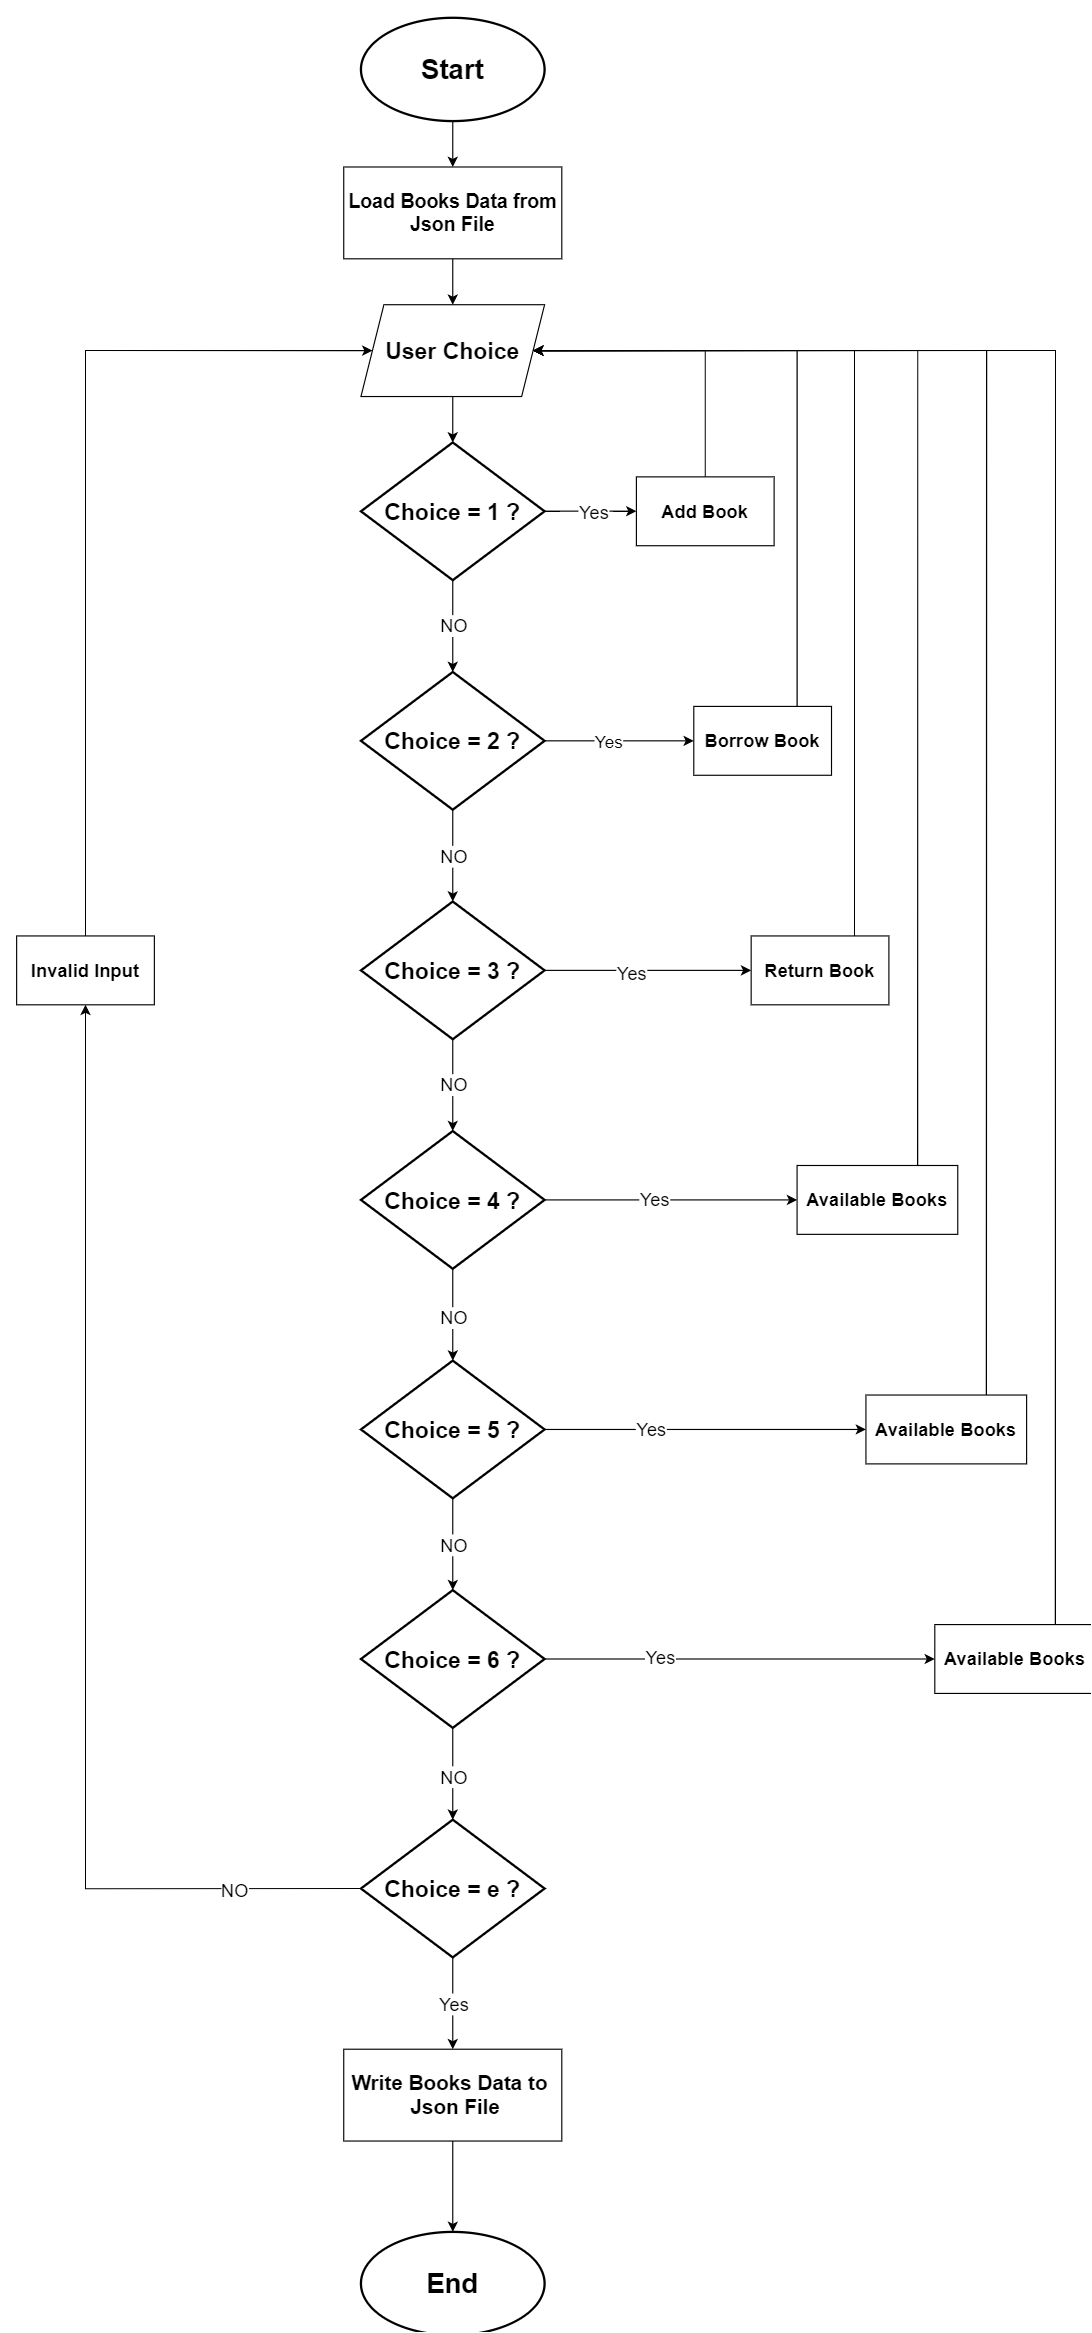 Start
Load Books Data from
Json File
User Choice
Choice = 1 ?
Yes
Add Book
NO
Choice = 2 ?
Yes
Borrow Book
NO
Invalid Input
Choice = 3 ?
Yes
Return Book
NO
Choice = 4 ?
Yes
Available Books
NO
Choice = 5 ?
Yes
Available Books
NO
Choice = 6 ?
Yes
Available Books
NO
Choice = e ?
NO
Yes
Write Books Data to
Json File
End